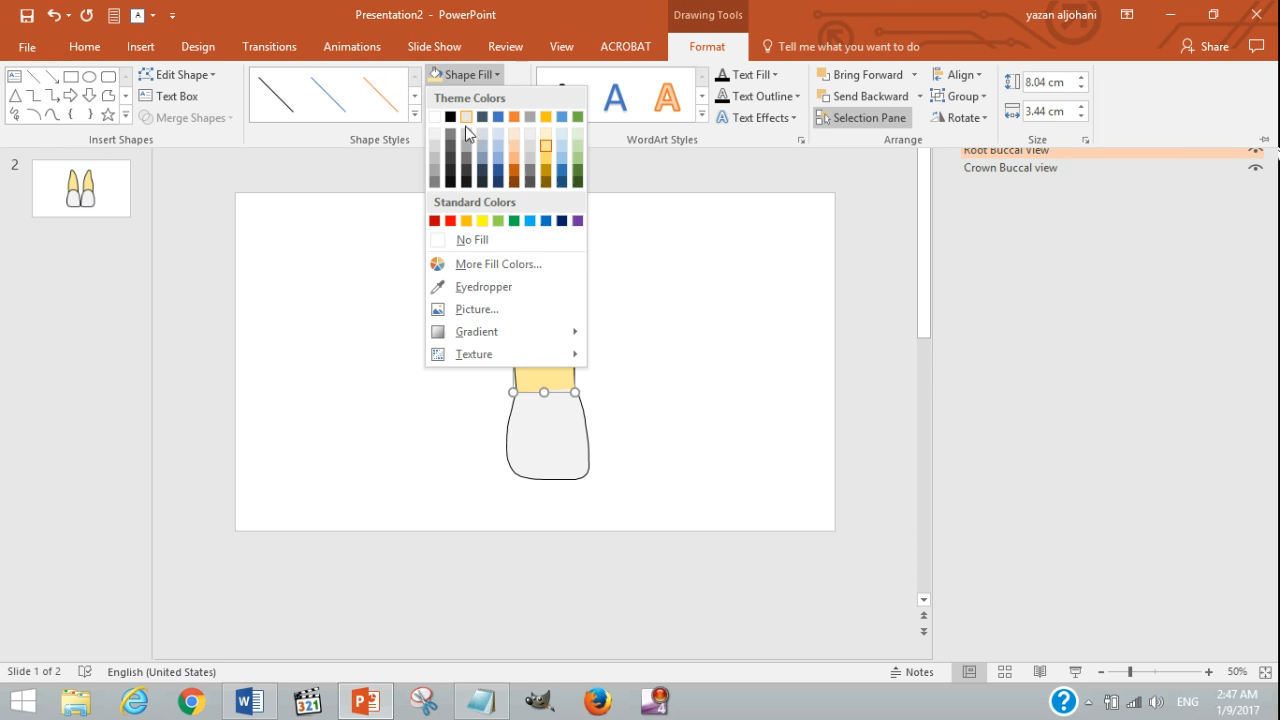 Presentation2 - PowerPoint
Drawing Tools
yazan aljohani
File
Home
Insert
Design
Transitions
Animations
Slide Show
Review
View
ACROBAT
Format
Tell me what you want to do
Share
Edit Shape
Text Box
Merge Shapes
Insert Shapes
Shape Styles
Shape Fill
Theme Colors
Standard Colors
No Fill
More Fill Colors...
Eyedropper
Picture...
Gradient
Texture
A
A
Text Fill
Text Outline
Text Effects
WordArt Styles
Bring Forward
Send Backward
Selection Pane
Align
Group
Rotate
Arrange
8.04 cm
3.44 cm
Size
Root Buccal View
Crown Buccal view
2
Slide 1 of 2
English (United States)
Notes
50%
ENG
2:47 AM
1/9/2017